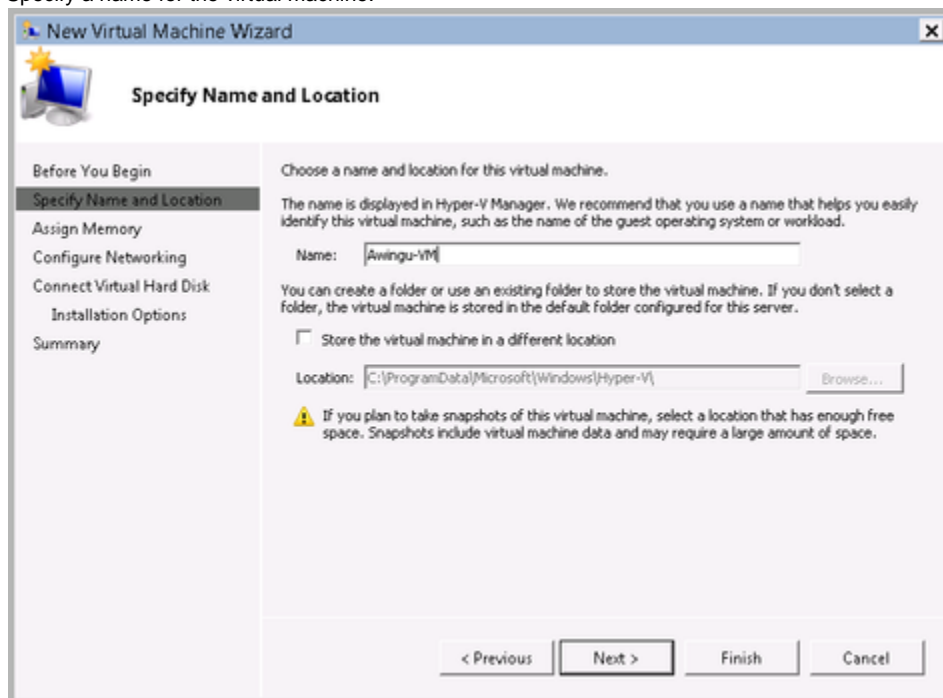 Specify a name for the virtual machine.
New Virtual Machine Wizard
Specify Name and Location
Before You Begin
Specify Name and Location
Assign Memory
Configure Networking
Connect Virtual Hard Disk
Installation Options
Summary
Choose a name and location for this virtual machine.
The name is displayed in Hyper-V Manager. We recommend that you use a name that helps you easily
identify this virtual machine, such as the name of the guest operating system or workload.
Name: Awingu-VM
You can create a folder or use an existing folder to store the virtual machine. If you don't select a
folder, the virtual machine is stored in the default folder configured for this server.
Store the virtual machine in a different location
Location: C:\ProgramData\Microsoft\Windows\Hyper-V\ Browse...
If you plan to take snapshots of this virtual machine, select a location that has enough free
space. Snapshots include virtual machine data and may require a large amount of space.
< Previous Next > Finish Cancel